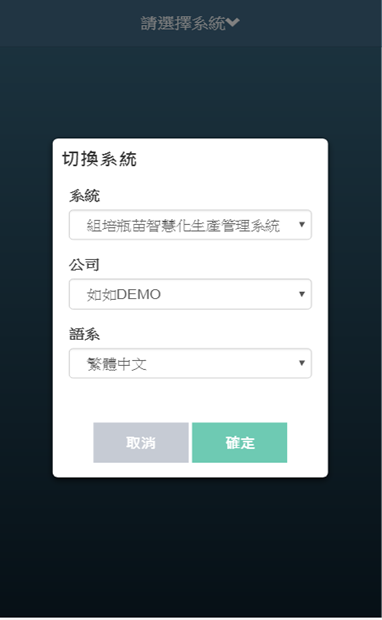 請選擇系統
切換系統
系統
組培瓶苗智慧化生產管理系統
公司
如如DEMO
語系
繁體中文
取消 確定